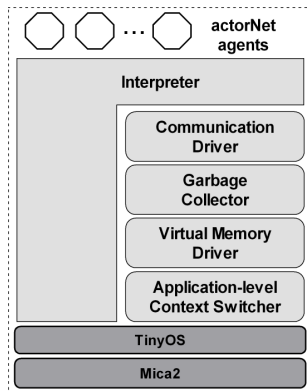 ... actorNet
agents
Interpreter
Communication
Driver
Garbage
Collector
Virtual Memory
Driver
Application-level
Context Switcher
TinyOS
Mica2